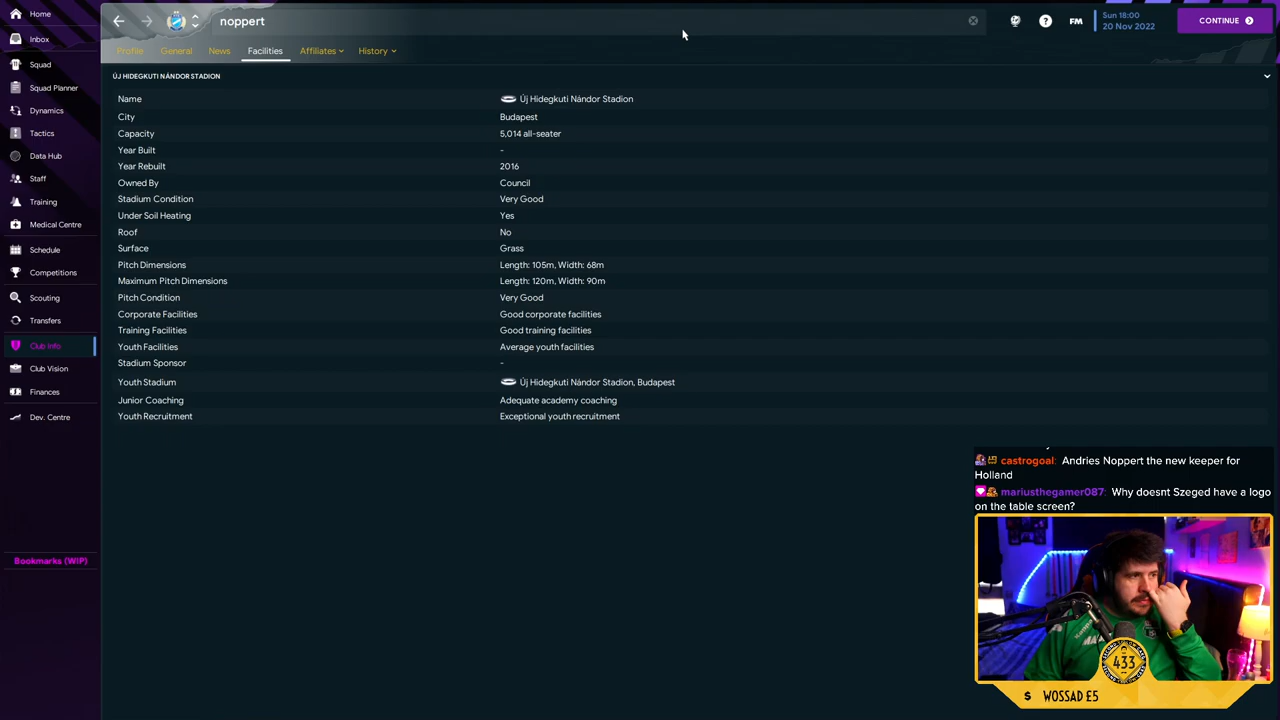 Home
Inbox
Squad
Squad Planner
Dynamics
Tactics
Data Hub
Staff
Training
Medical Centre
Schedule
Competitions
Scouting
Transfers
Club Info
Club Vision
Finances
Dev. Centre
Bookmarks (WIP)
noppert
FM
Sun 18:00
20 Nov 2022
CONTINUE
Profile
General
News
Facilities
Affiliates
History
ÚJ HIDEGKUTI NÁNDOR STADION
Name Új Hidegkuti Nándor Stadion
City Budapest
Capacity 5,014 all-seater
Year Built -
Year Rebuilt 2016
Owned By Council
Stadium Condition Very Good
Under Soil Heating Yes
Roof No
Surface Grass
Pitch Dimensions Length: 105m, Width: 68m
Maximum Pitch Dimensions Length: 120m, Width: 90m
Pitch Condition Very Good
Corporate Facilities Good corporate facilities
Training Facilities Good training facilities
Youth Facilities Average youth facilities
Stadium Sponsor -
Youth Stadium Új Hidegkuti Nándor Stadion, Budapest
Junior Coaching Adequate academy coaching
Youth Recruitment Exceptional youth recruitment
castrogoal: Andries Noppert the new keeper for
Holland
mariusthegamer087: Why doesnt Szeged have a logo
on the table screen?
Kappa
433
$ WOSSAD £5